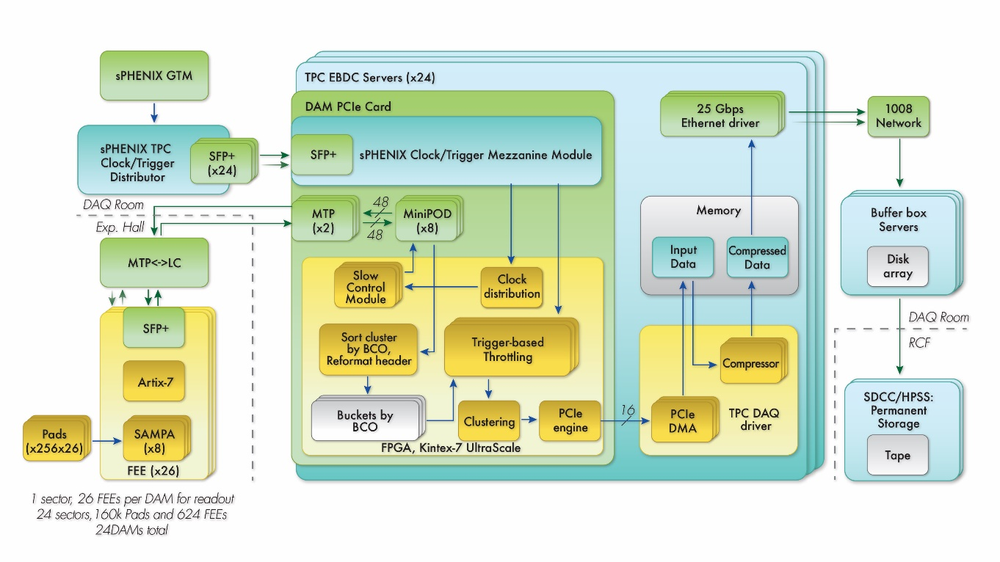 sPHENIX GTM
sPHENIX TPC
Clock/Trigger
Distributor
SFP+
(x24)
DAQ Room
Exp. Hall
MTP<->LC
SFP+
Artix-7
Pads
(x256x26)
SAMPA
(x8)
FEE (x26)
1 sector, 26 FEEs per DAM for readout
24 sectors, 160k Pads and 624 FEEs
24DAMs total
TPC EBDC Servers (x24)
DAM PCIe Card
SFP+
sPHENIX Clock/Trigger Mezzanine Module
MTP
(x2)
48
48
MiniPOD
(x8)
Slow
Control
Module
Clock
distribution
Sort cluster
by BCO,
Reformat header
Trigger-based
Throttling
Buckets by
BCO
Clustering
PCIe
engine
FPGA, Kintex-7 UltraScale
16
25 Gbps
Ethernet driver
Memory
Input
Data
Compressed
Data
Compressor
PCIe
DMA
TPC DAQ
driver
1008
Network
Buffer box
Servers
Disk
array
DAQ Room
RCF
SDCC/HPSS:
Permanent
Storage
Tape